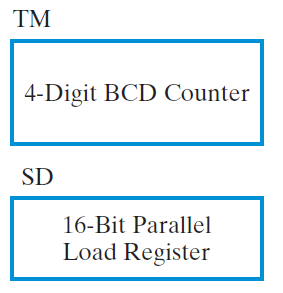 TM
4-Digit BCD Counter
SD
16-Bit Parallel
Load Register